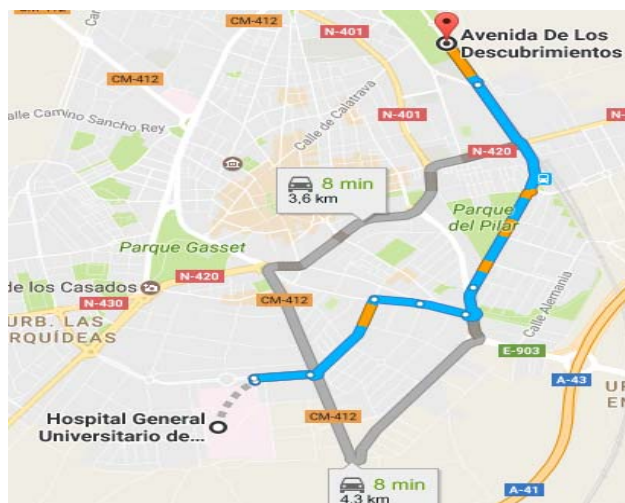 CM-412
N-401
Avenida De Los
Descubrimientos
CM-412
Calle Camino Sancho Rey
Calle de Calatrava
N-401
N-420
8 min
3,6 km
Parque
del Pilar
Parque Gasset
N-420
de los Casados
N-430
CM-412
Calle Alemania
URB. LAS
RQUÍDEAS
E-903
A-43
Hospital General
Universitario de...
CM-412
8 min
4,3 km
A-41